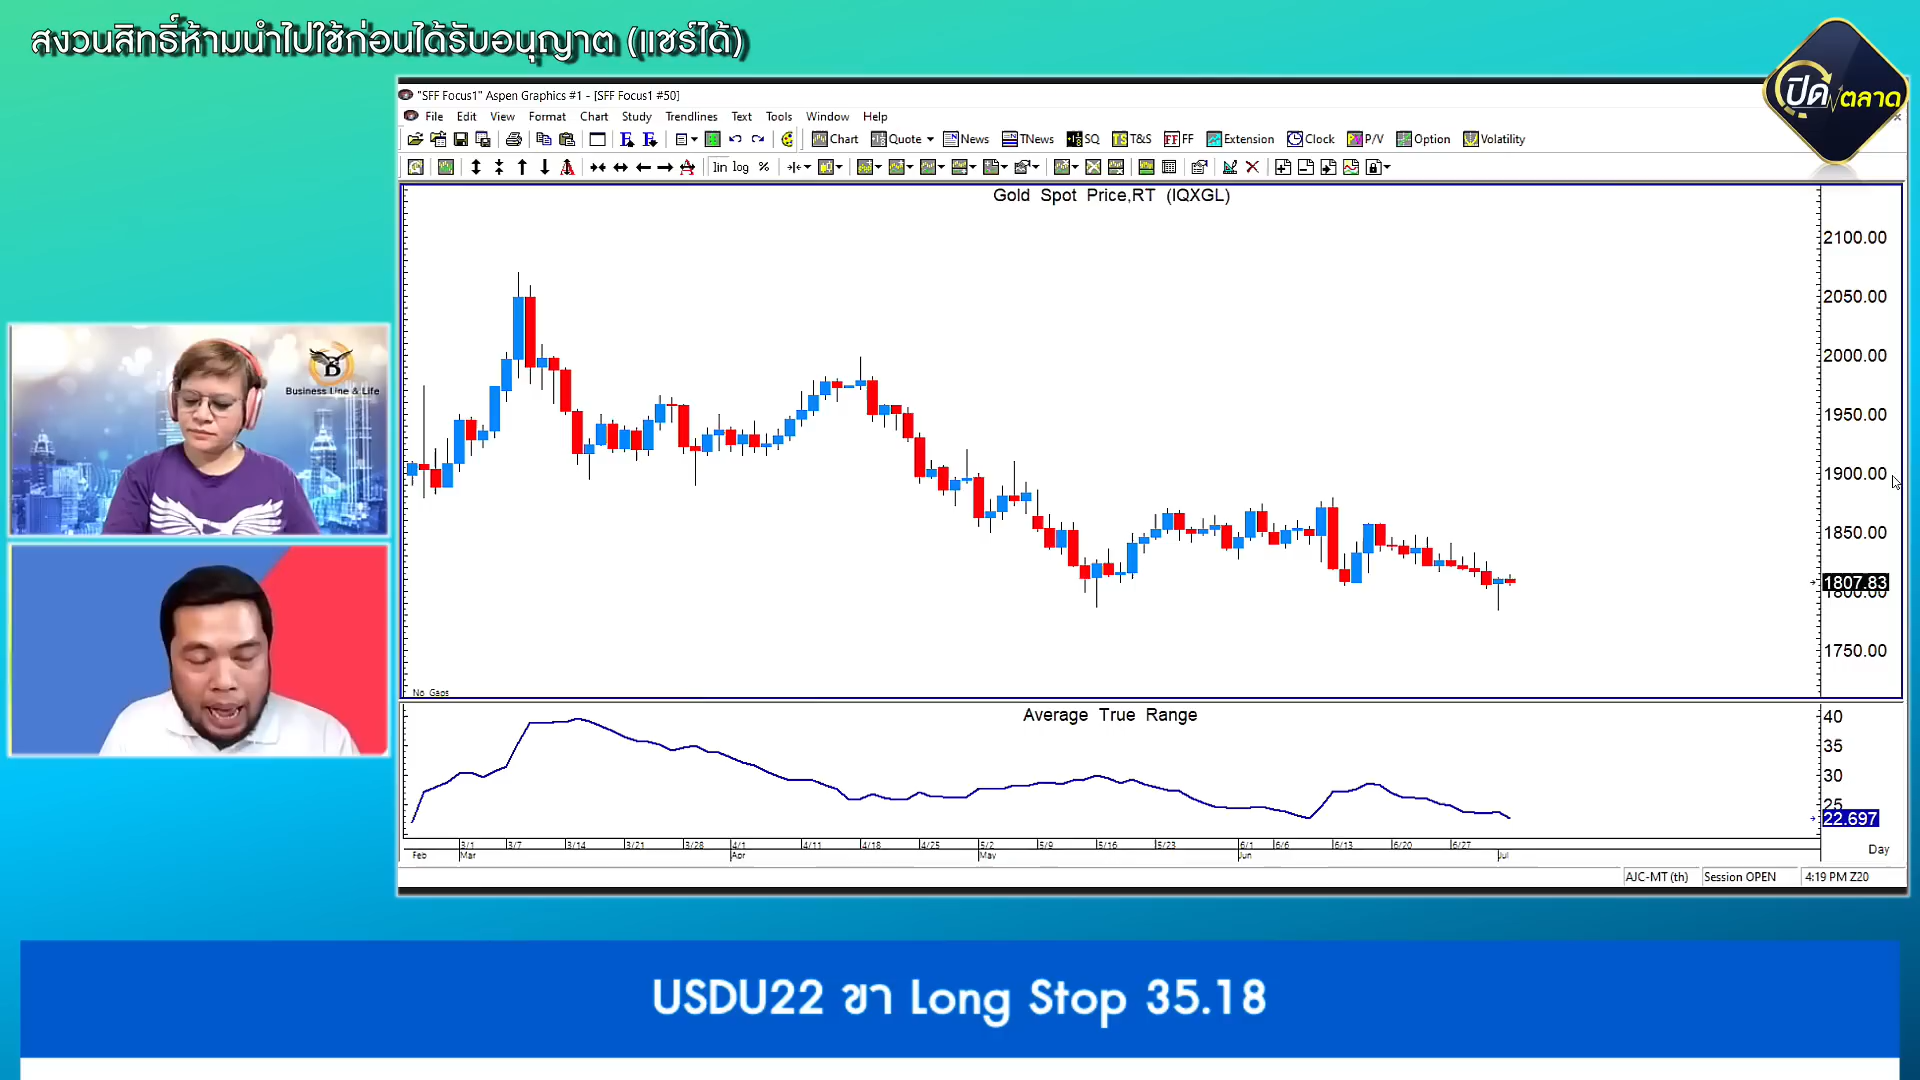 สงวนสิทธิ์ห้ามนำไปใช้ก่อนได้รับอนุญาต (แชร์ได้)
ปิดตลาด
"SFF Focus1" Aspen Graphics #1 - [SFF Focus1 #50]
File Edit View Format Chart Study Trendlines Text Tools Window Help
Chart Quote News TNews SQ T&S FF Extension Clock P/V Option Volatility
lin log %
Gold Spot Price,RT (IQXGL)
2100.00
2050.00
2000.00
1950.00
1900.00
1850.00
1807.83
1800.00
1750.00
No Gaps
Business Line & Life
Average True Range
40
35
30
25
22.697
3/1 3/7 3/14 3/21 3/28 4/1 4/11 4/18 4/25 5/2 5/9 5/16 5/23 6/1 6/6 6/13 6/20 6/27
Feb Mar Apr May Jun Jul
Day
AJC-MT (th) Session OPEN 4:19 PM Z20
USDU22 ขา Long Stop 35.18